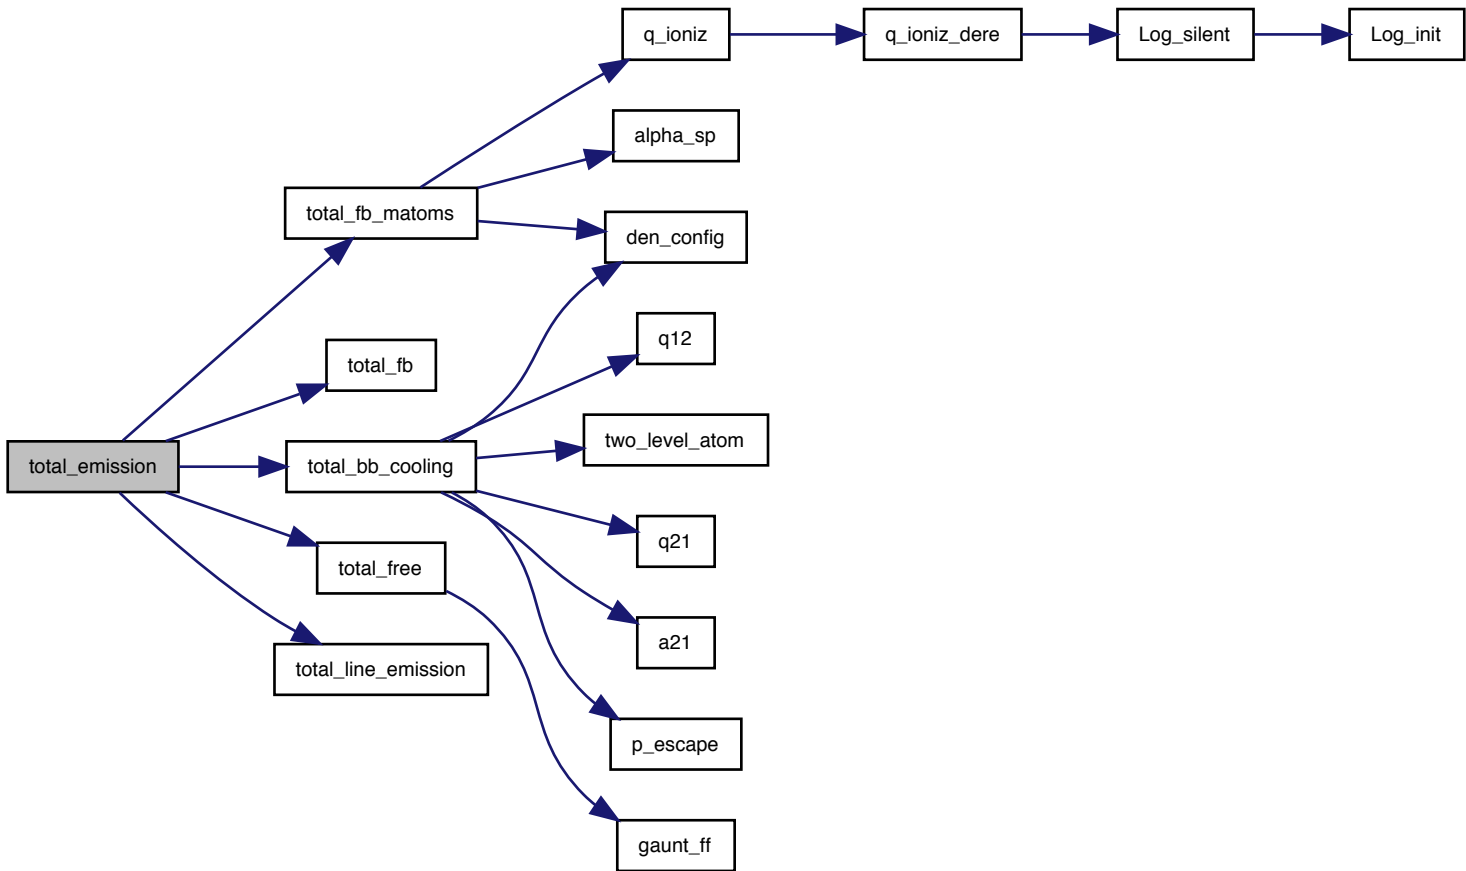 q_ioniz
q_ioniz_dere
Log_silent
Log_init
alpha_sp
total_fb_matoms
den_config
q12
total_fb
two_level_atom
total_emission
total_bb_cooling
q21
total_free
a21
total_line_emission
p_escape
gaunt_ff